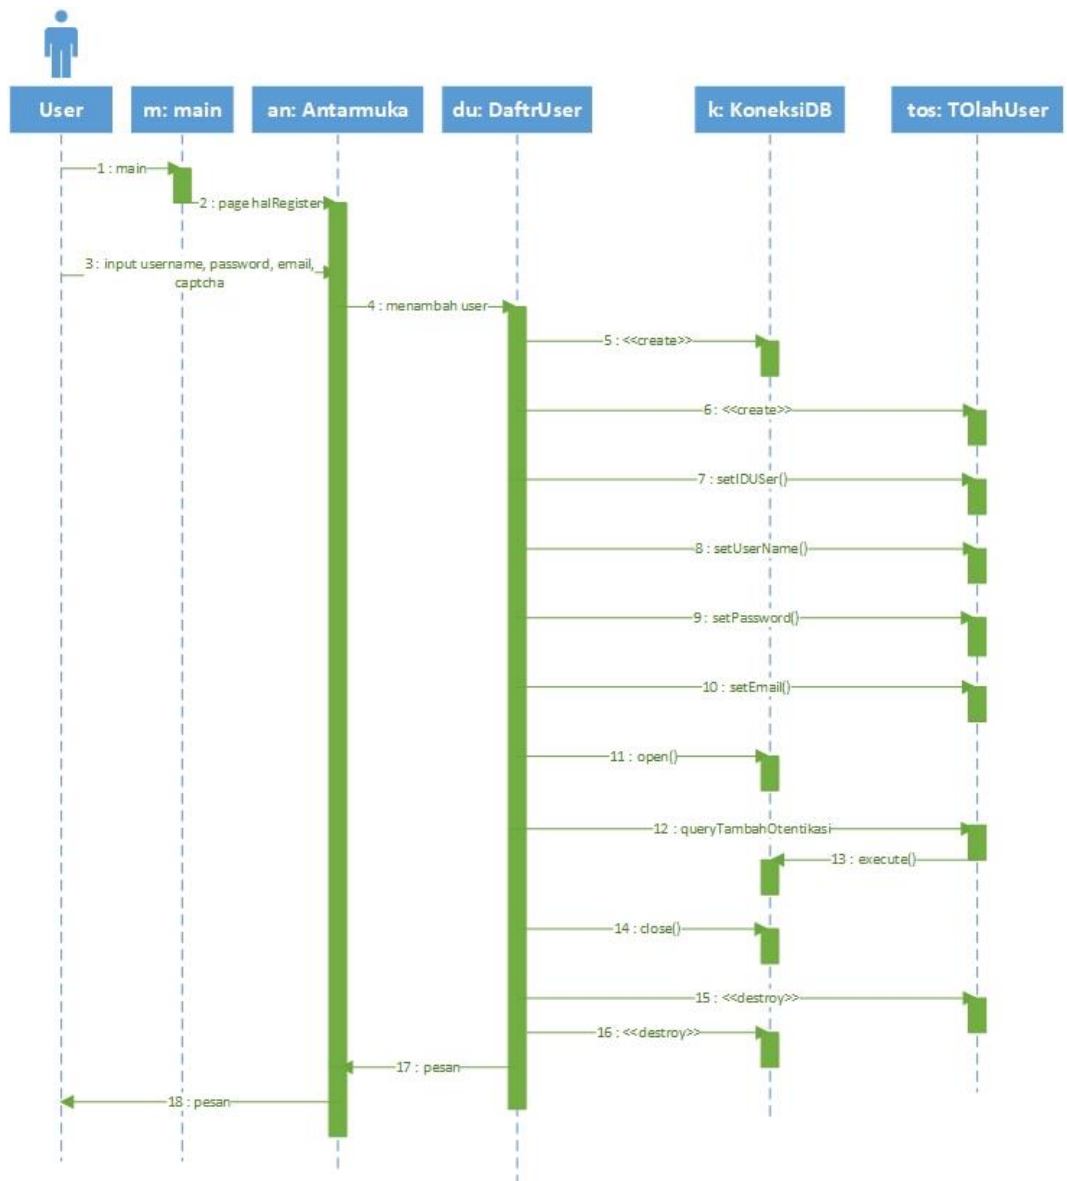 User
m: main
an: Antarmuka
du: DaftrUser
k: KoneksiDB
tos: TOlahUser
1 : main
2 : page halRegister
3 : input username, password, email,
captcha
4 : menambah user
5 : <<create>>
6 : <<create>>
7 : setIDUSer()
8 : setUserName()
9 : setPassword()
10 : setEmail()
11 : open()
12 : queryTambahOtentikasi
13 : execute()
14 : close()
15 : <<destroy>>
16 : <<destroy>>
17 : pesan
18 : pesan